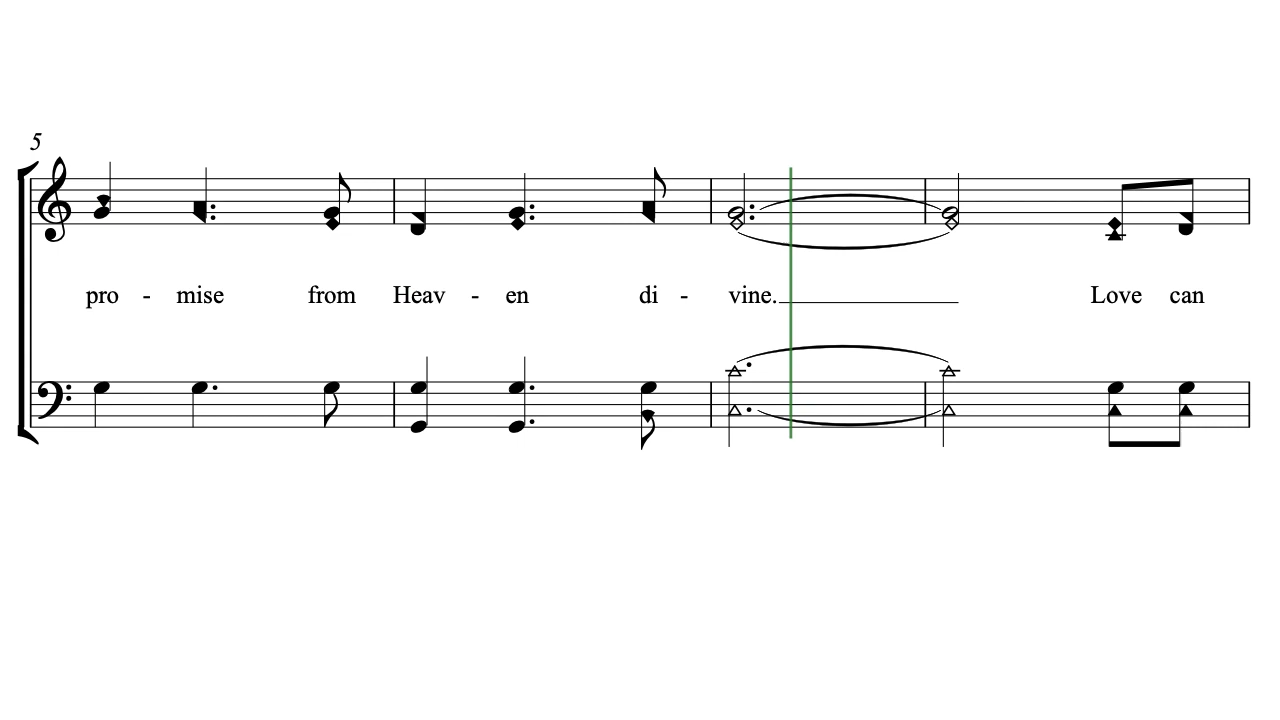 5
pro - mise from Heav - en di - vine. Love can